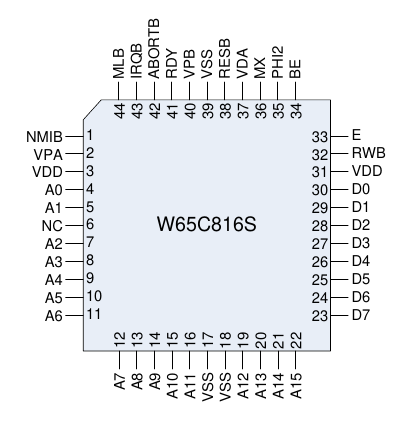 MLB IRQB ABORTB RDY VPB VSS RESB VDA MX PHI2 BE
44 43 42 41 40 39 38 37 36 35 34
NMIB 1 33 E
VPA 2 32 RWB
VDD 3 31 VDD
A0 4 30 D0
A1 5 29 D1
NC 6 W65C816S 28 D2
A2 7 27 D3
A3 8 26 D4
A4 9 25 D5
A5 10 24 D6
A6 11 23 D7
12 13 14 15 16 17 18 19 20 21 22
A7 A8 A9 A10 A11 VSS VSS A12 A13 A14 A15